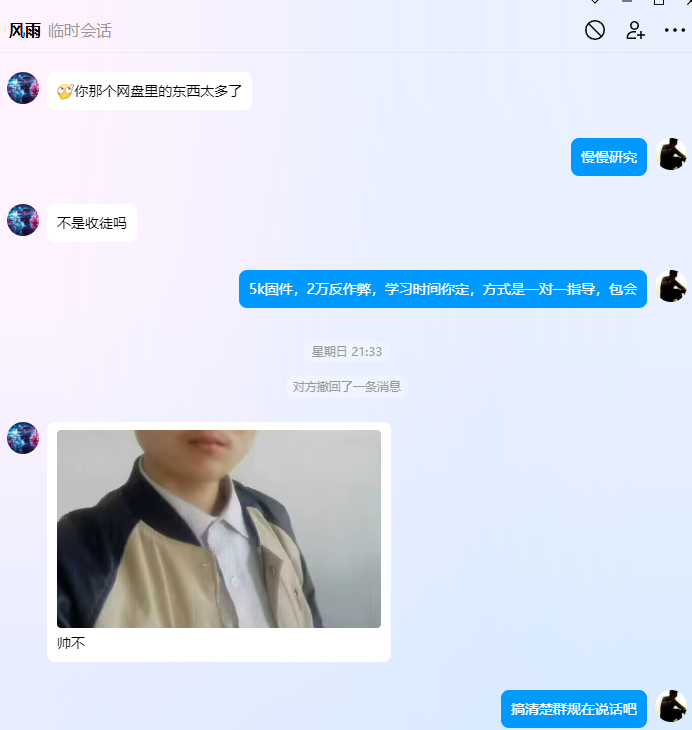 风雨 临时会话
你那个网盘里的东西太多了
慢慢研究
不是收徒吗
5k固件，2万反作弊，学习时间你定，方式是一对一指导，包会
星期日 21:33
对方撤回了一条消息
帅不
搞清楚群规在说话吧